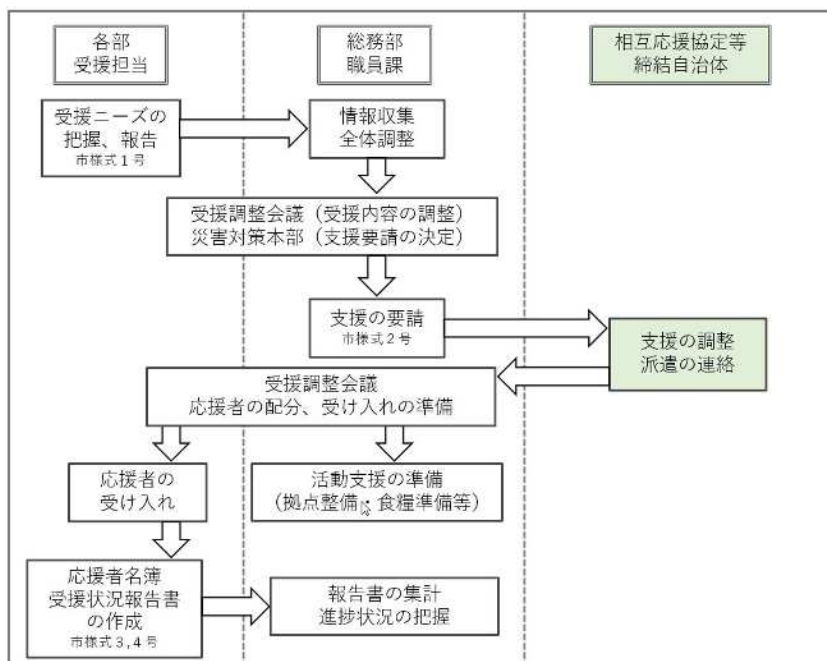 各部
受援担当
総務部
職員課
相互応援協定等
締結自治体
受援ニーズの
把握、報告
市様式1号
情報収集
全体調整
受援調整会議（受援内容の調整）
災害対策本部（支援要請の決定）
支援の要請
市様式2号
支援の調整
派遣の連絡
受援調整会議
応援者の配分、受け入れの準備
応援者の
受け入れ
活動支援の準備
（拠点整備・食糧準備等）
応援者名簿
受援状況報告書
の作成
市様式3,4号
報告書の集計
進捗状況の把握